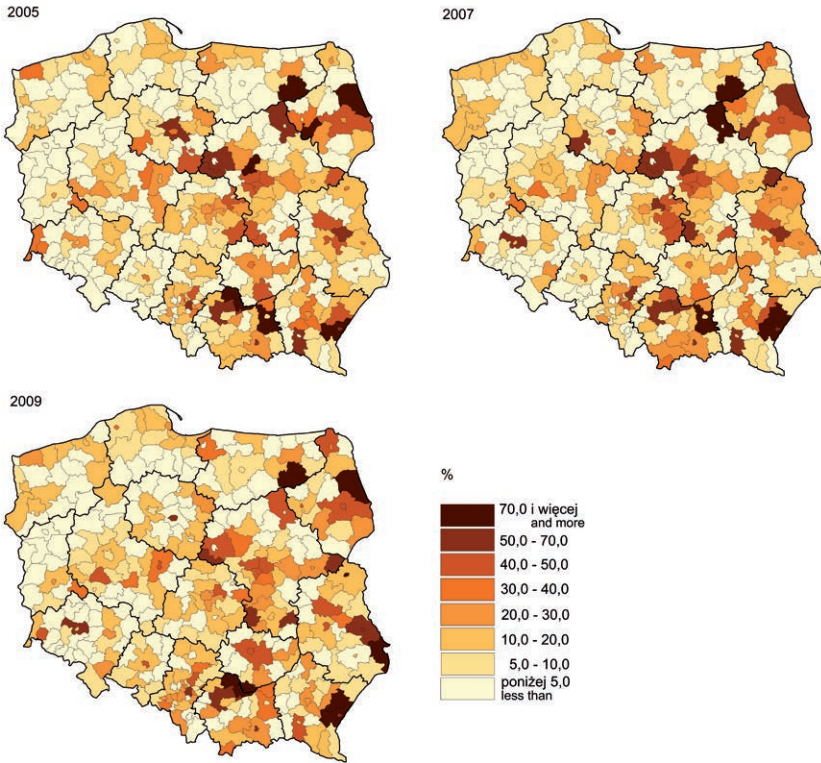 2005
2007
2009
%
70,0 i więcej
and more
50,0 - 70,0
40,0 - 50,0
30,0 - 40,0
20,0 - 30,0
10,0 - 20,0
5,0 - 10,0
poniżej 5,0
less than